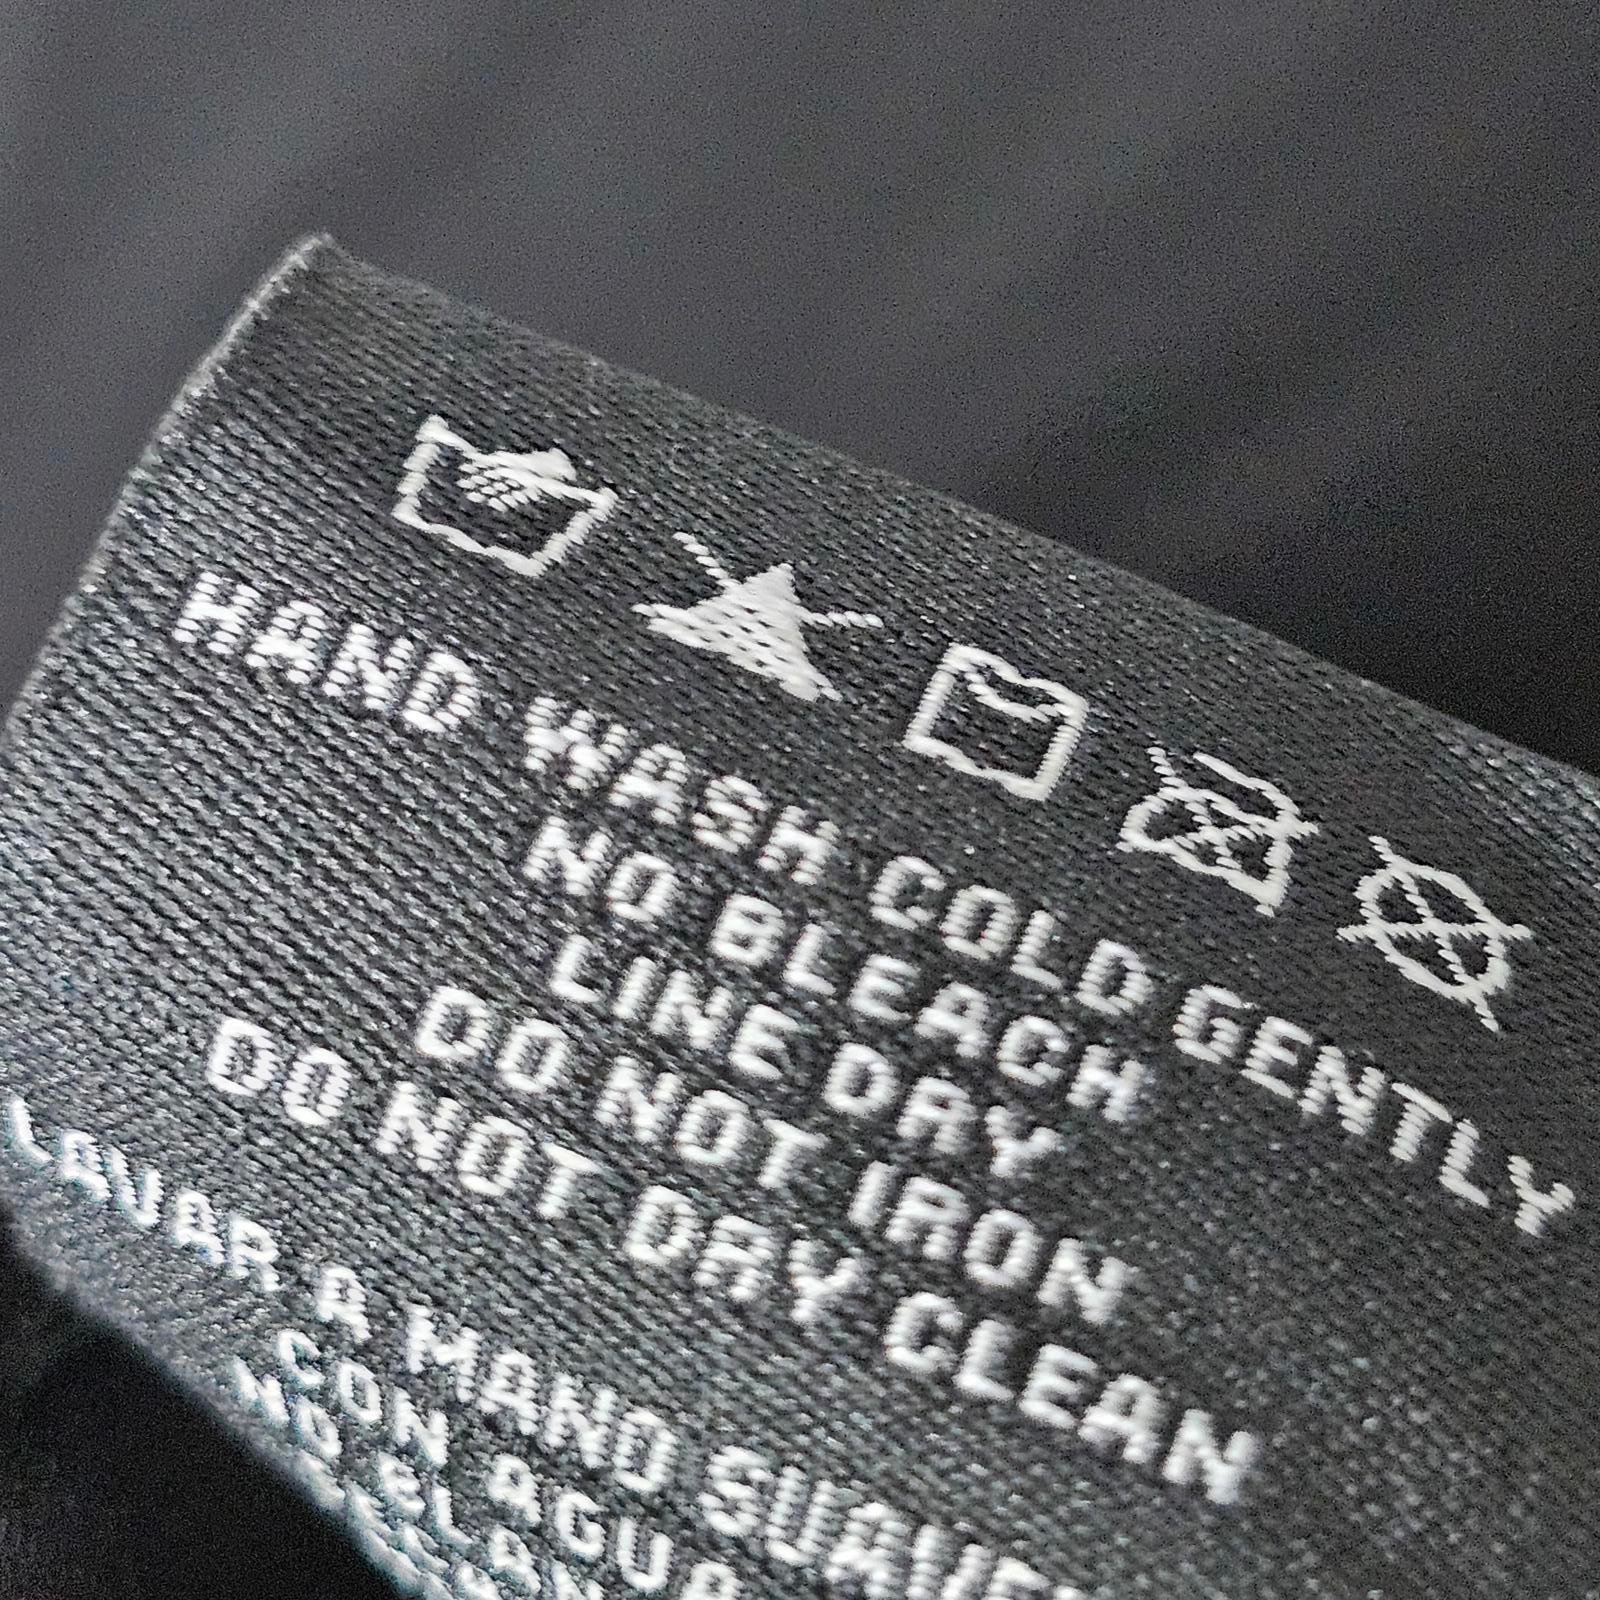 HAND WASH COLD GENTLY
NO BLEACH
LINE DRY
DO NOT IRON
DO NOT DRY CLEAN
LAVAR A MANO SUAVE
CON AGUA
NO